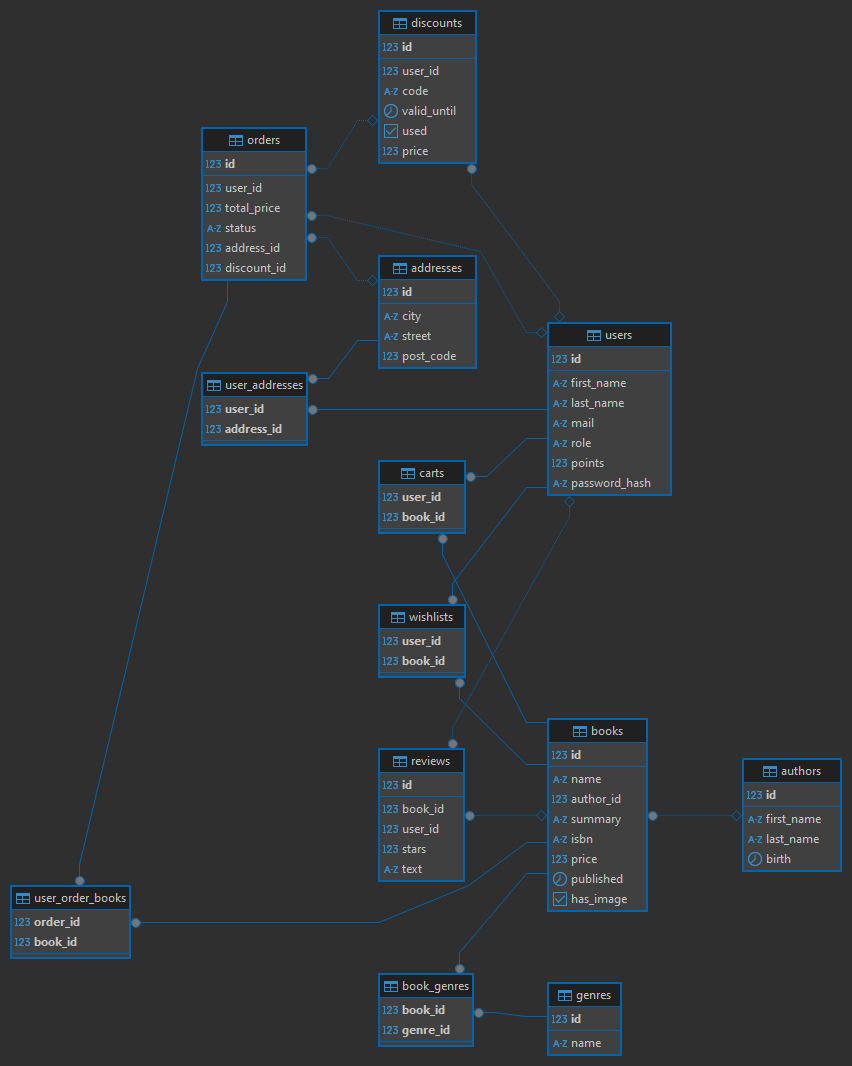 discounts
123 id
123 user_id
A-Z code
valid_until
used
123 price
orders
123 id
123 user_id
123 total_price
A-Z status
123 address_id
123 discount_id
addresses
123 id
A-Z city
A-Z street
123 post_code
users
123 id
A-Z first_name
A-Z last_name
A-Z mail
A-Z role
123 points
A-Z password_hash
user_addresses
123 user_id
123 address_id
carts
123 user_id
123 book_id
wishlists
123 user_id
123 book_id
books
123 id
A-Z name
123 author_id
A-Z summary
A-Z isbn
123 price
published
has_image
reviews
123 id
123 book_id
123 user_id
123 stars
A-Z text
authors
123 id
A-Z first_name
A-Z last_name
birth
user_order_books
123 order_id
123 book_id
book_genres
123 book_id
123 genre_id
genres
123 id
A-Z name